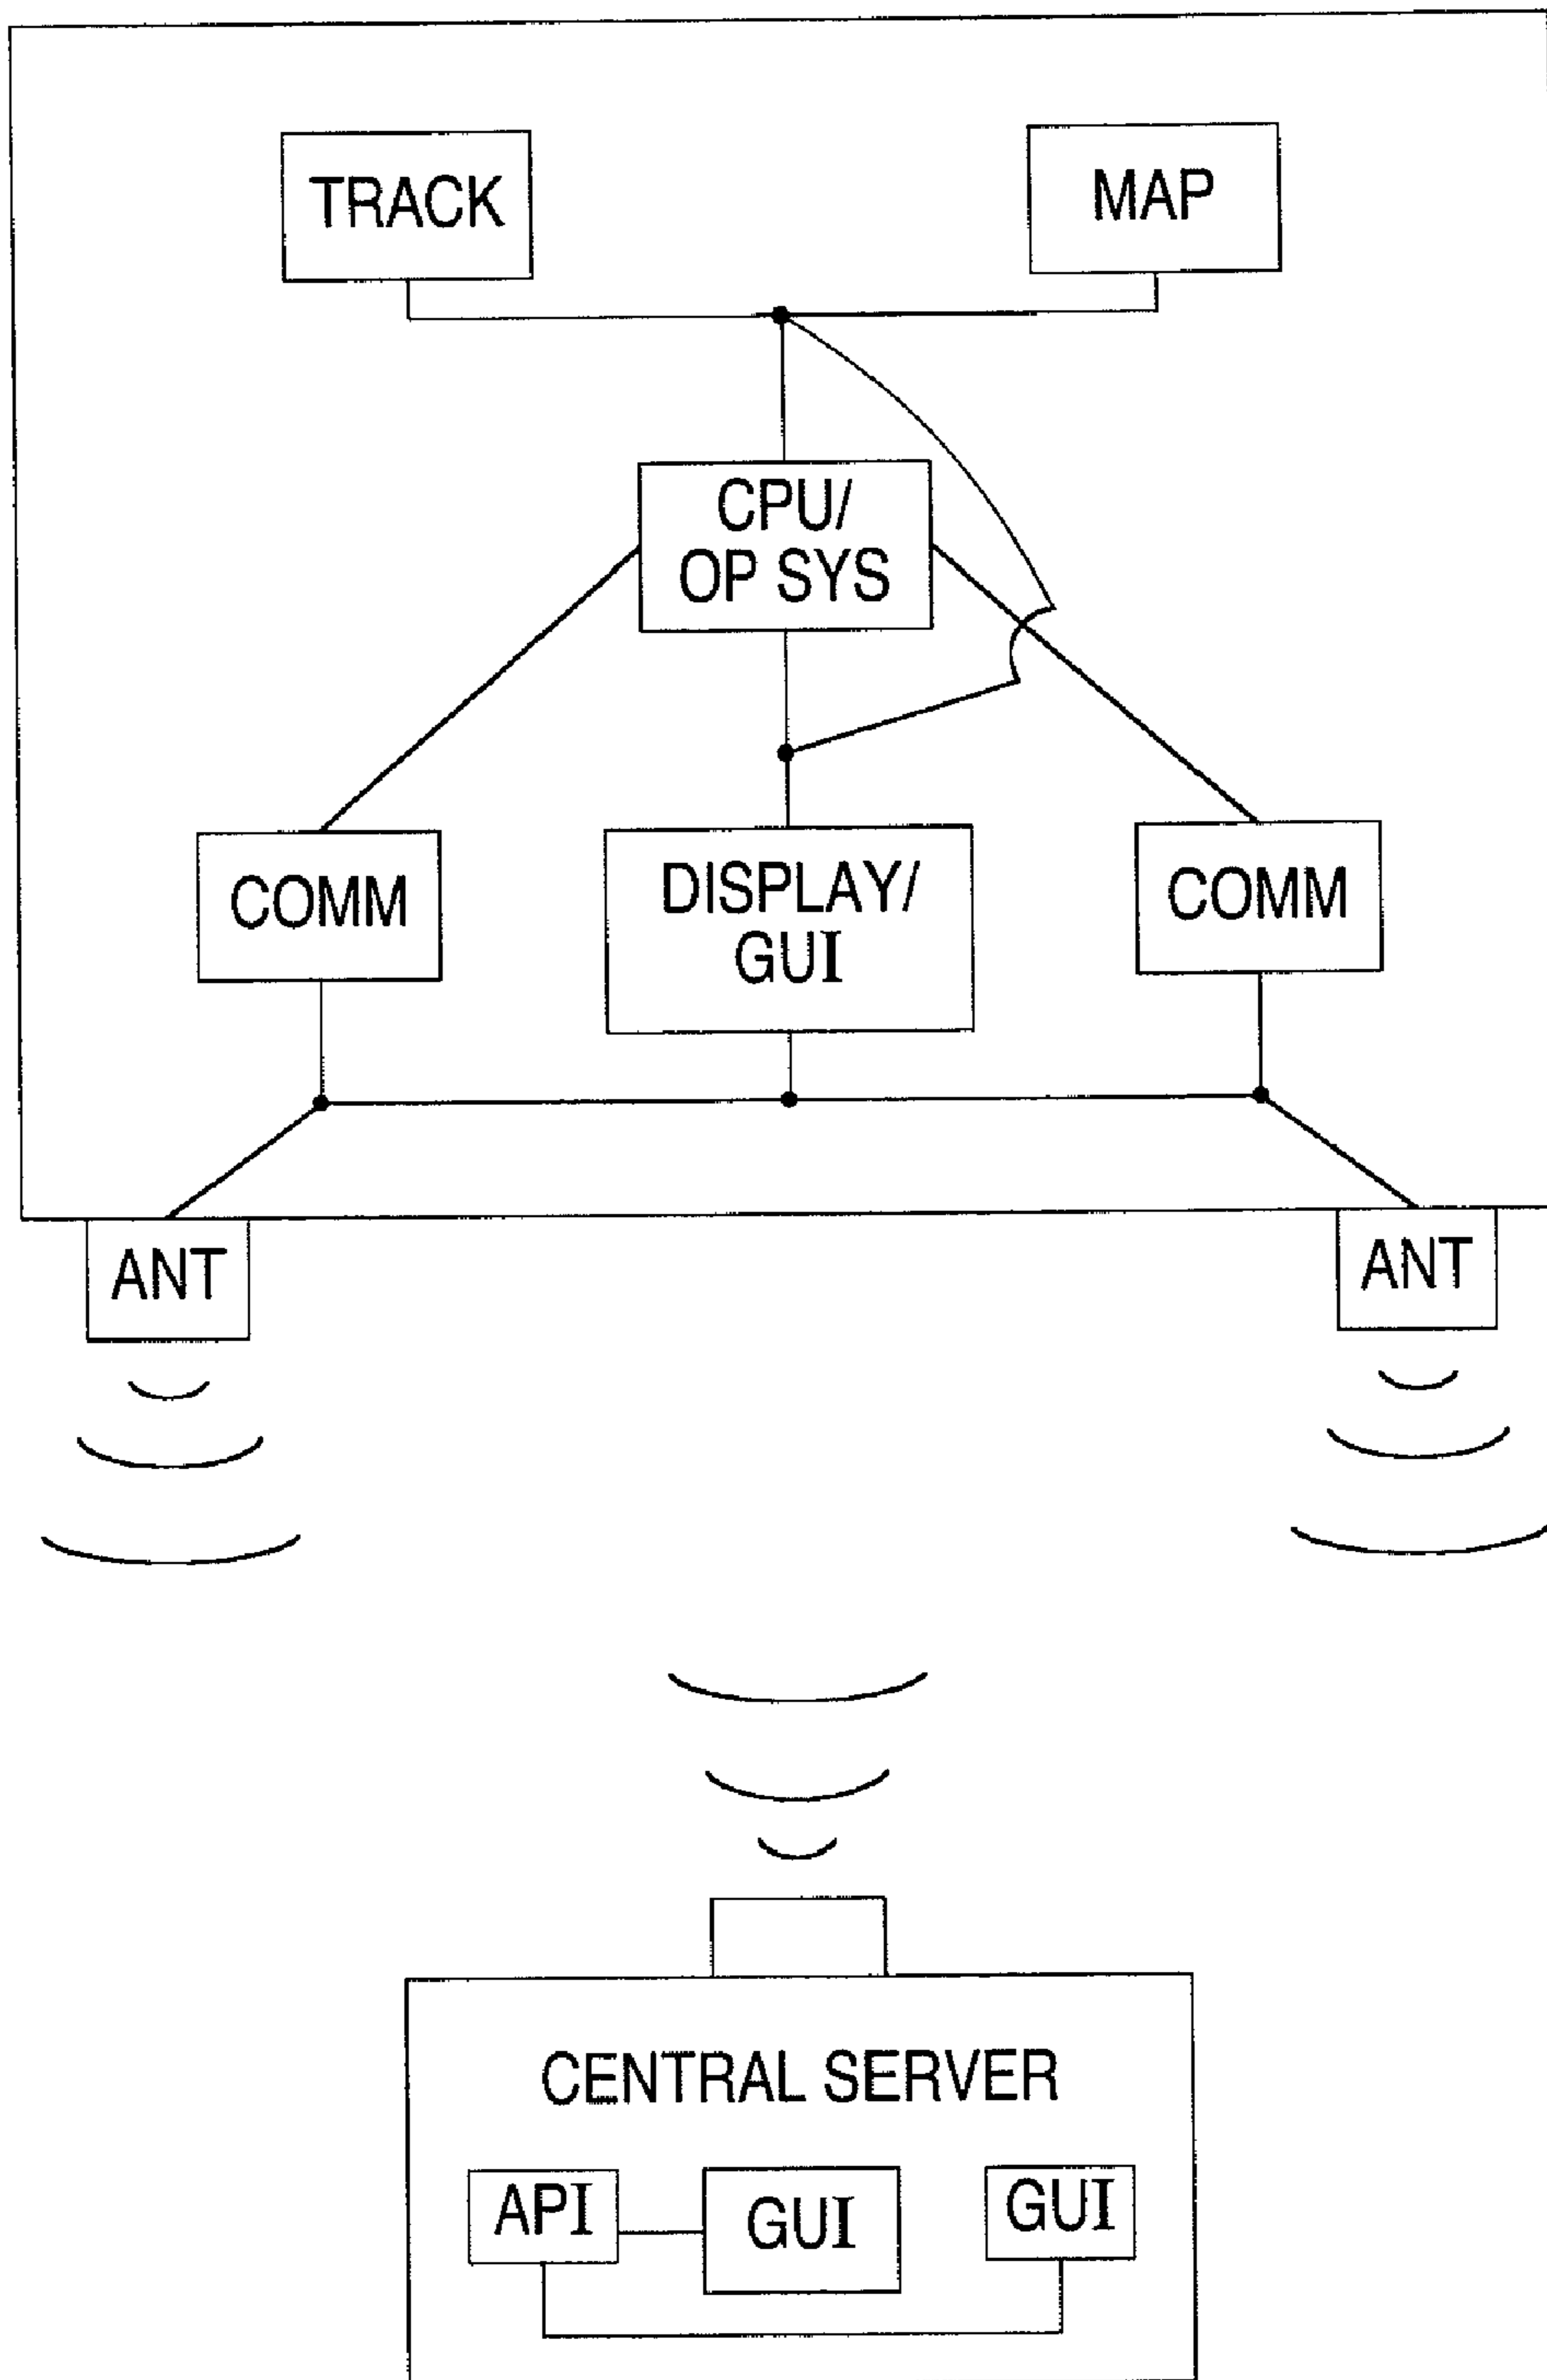 TRACK
MAP
CPU/
OP SYS
COMM
DISPLAY/
GUI
COMM
ANT
ANT
CENTRAL SERVER
API
GUI
GUI